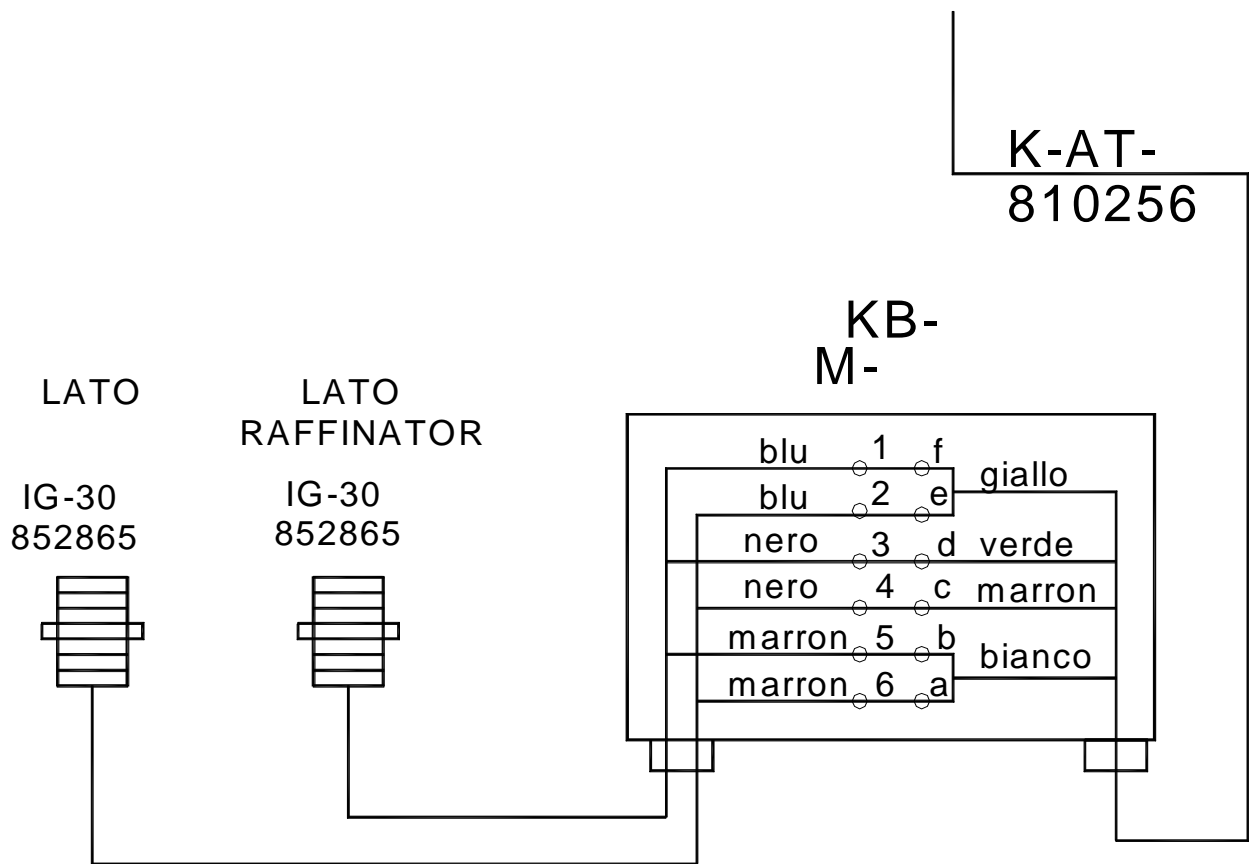 K-AT-
810256
KB-
M-
LATO
LATO
RAFFINATOR
IG-30
852865
IG-30
852865
blu 1 f giallo
blu 2 e
nero 3 d verde
nero 4 c marron
marron 5 b bianco
marron 6 a